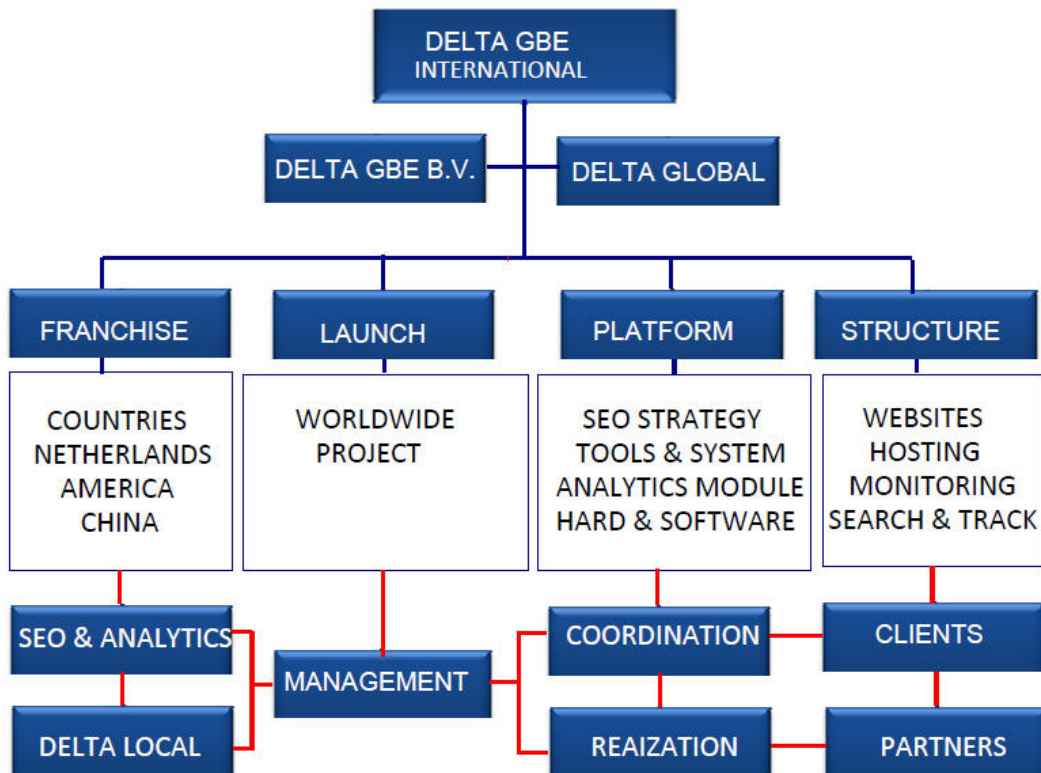 DELTA GBE
INTERNATIONAL
DELTA GBE B.V.
DELTA GLOBAL
FRANCHISE
LAUNCH
PLATFORM
STRUCTURE
COUNTRIES
NETHERLANDS
AMERICA
CHINA
WORLDWIDE
PROJECT
SEO STRATEGY
TOOLS & SYSTEM
ANALYTICS MODULE
HARD & SOFTWARE
WEBSITES
HOSTING
MONITORING
SEARCH & TRACK
SEO & ANALYTICS
MANAGEMENT
COORDINATION
CLIENTS
DELTA LOCAL
REAIZATION
PARTNERS